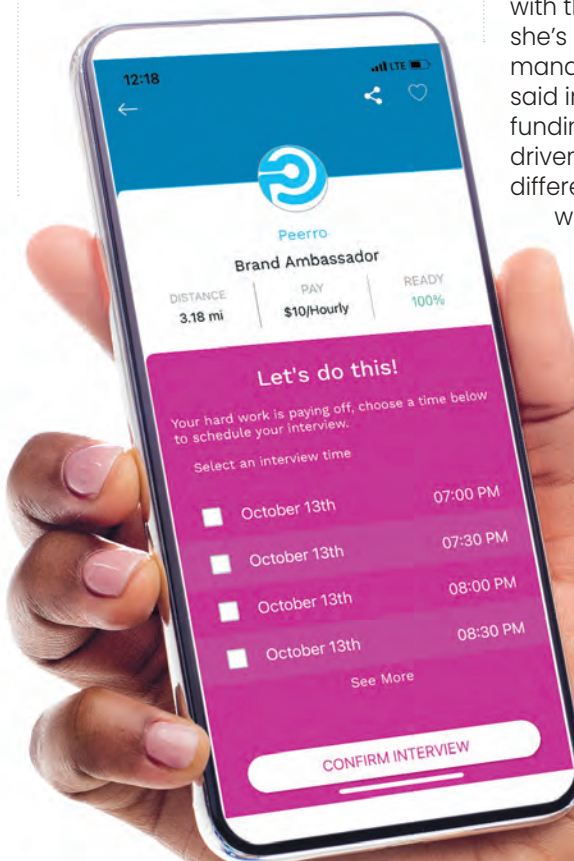 with th
she's
mana
said i
fundin
driven
differe
w
12:18
LTE
Peerro
Brand Ambassador
DISTANCE PAY READY
3.18 mi $10/Hourly 100%
Let's do this!
Your hard work is paying off, choose a time below
to schedule your interview.
Select an interview time
October 13th 07:00 PM
October 13th 07:30 PM
October 13th 08:00 PM
October 13th 08:30 PM
See More
CONFIRM INTERVIEW